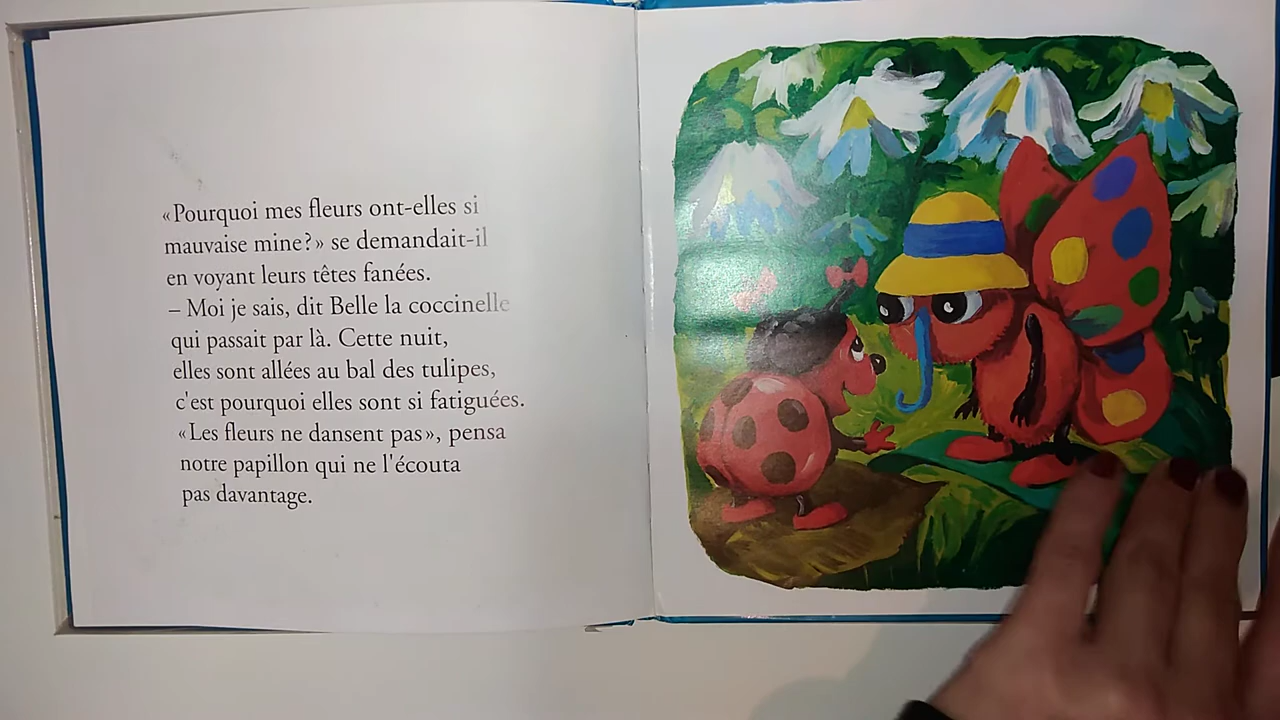 «Pourquoi mes fleurs ont-elles si
mauvaise mine?» se demandait-il
en voyant leurs têtes fanées.
– Moi je sais, dit Belle la coccinelle
qui passait par là. Cette nuit,
elles sont allées au bal des tulipes,
c'est pourquoi elles sont si fatiguées.
«Les fleurs ne dansent pas», pensa
notre papillon qui ne l'écouta
pas davantage.